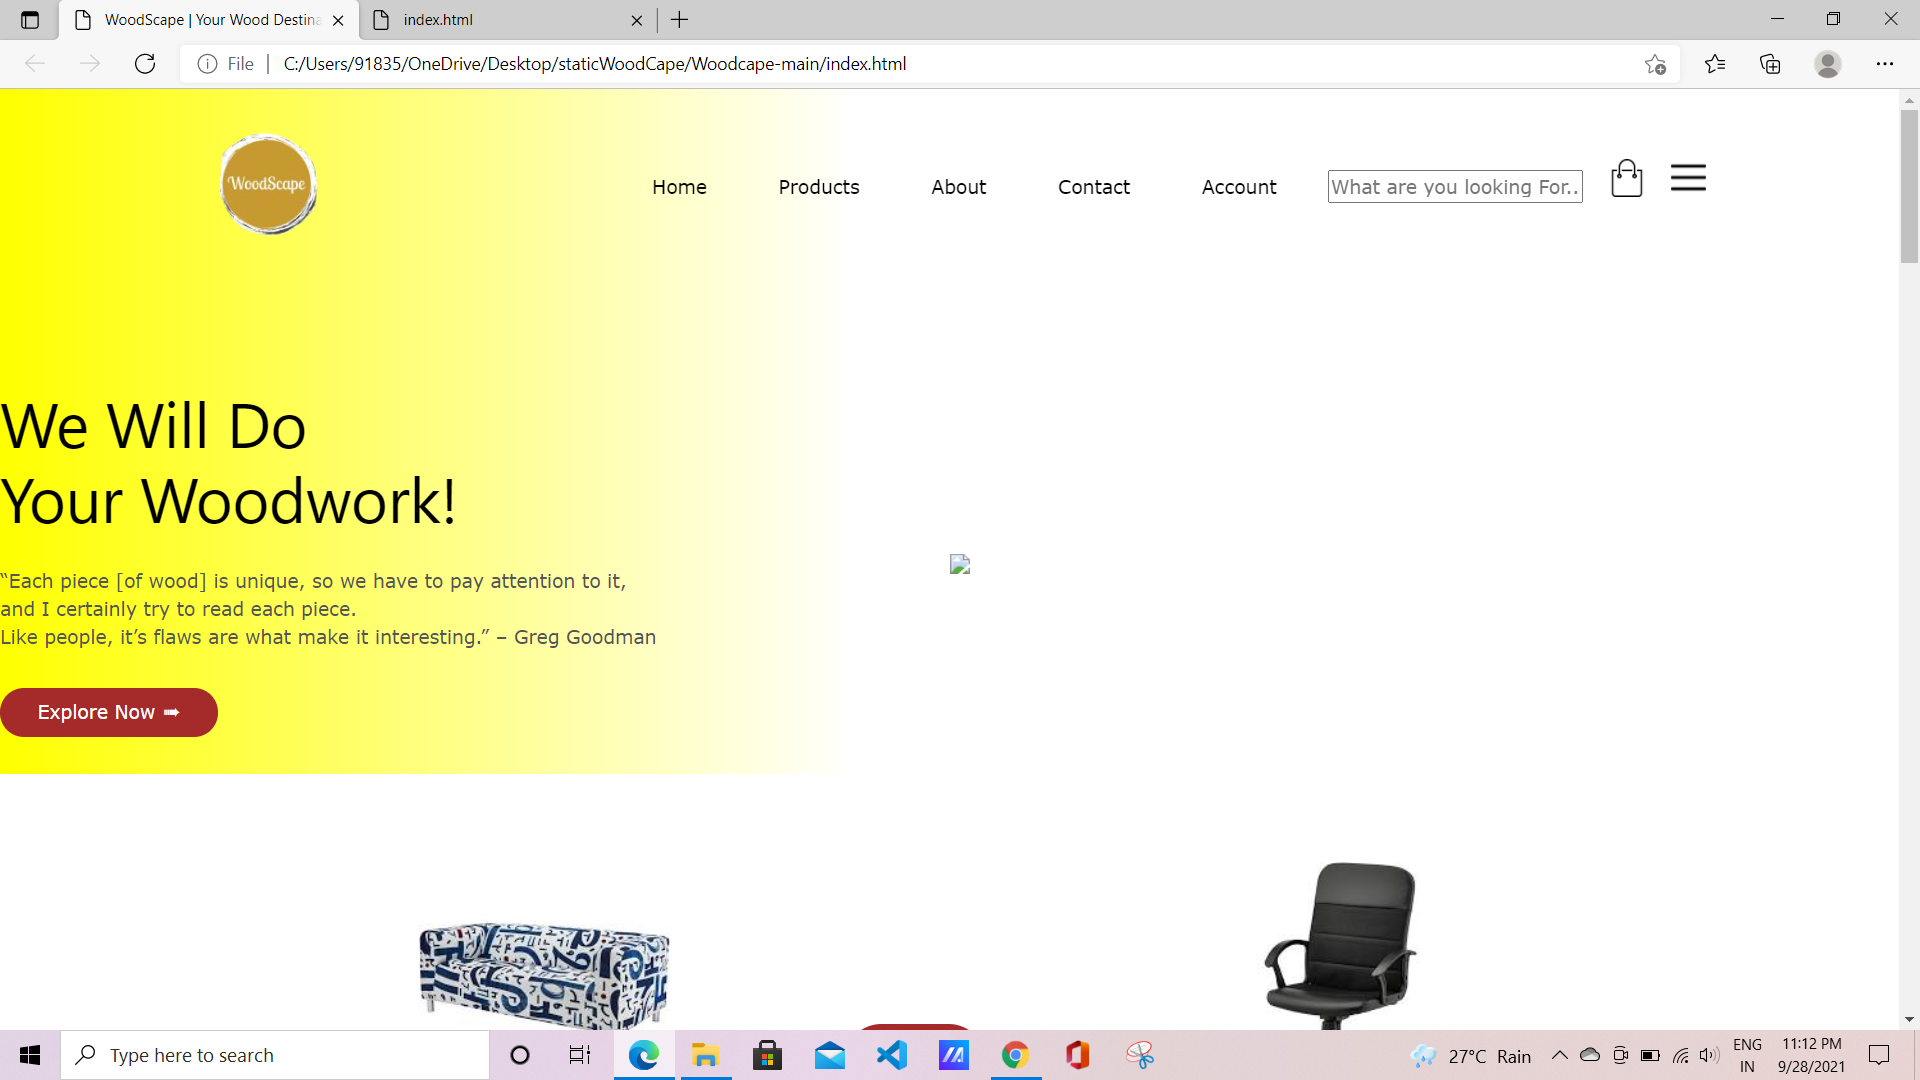 WoodScape | Your Wood Destina
index.html
File
C:/Users/91835/OneDrive/Desktop/staticWoodCape/Woodcape-main/index.html
WoodScape
Home
Products
About
Contact
Account
What are you looking For..
We Will Do
Your Woodwork!
“Each piece [of wood] is unique, so we have to pay attention to it,
and I certainly try to read each piece.
Like people, it’s flaws are what make it interesting.” – Greg Goodman
Explore Now ➠
Type here to search
27°C Rain
ENG
IN
11:12 PM
9/28/2021